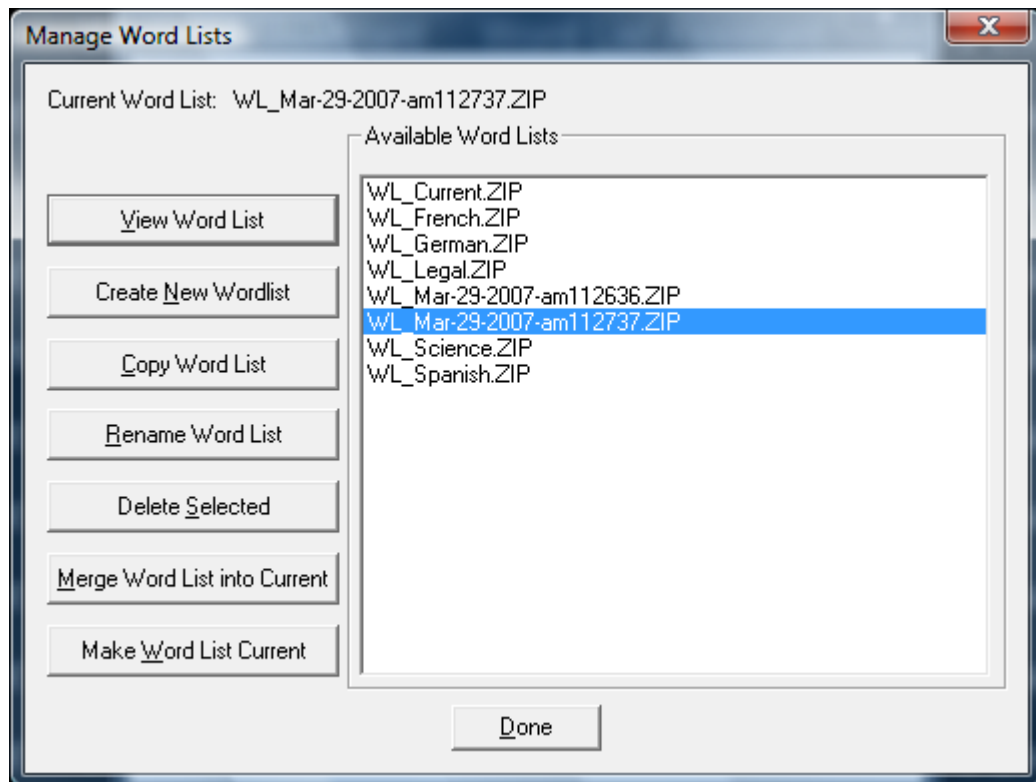 Manage Word Lists
Current Word List: WL_Mar-29-2007-am112737.ZIP
Available Word Lists
View Word List
Create New Wordlist
Copy Word List
Rename Word List
Delete Selected
Merge Word List into Current
Make Word List Current
WL_Current.ZIP
WL_French.ZIP
WL_German.ZIP
WL_Legal.ZIP
WL_Mar-29-2007-am112636.ZIP
WL_Mar-29-2007-am112737.ZIP
WL_Science.ZIP
WL_Spanish.ZIP
Done